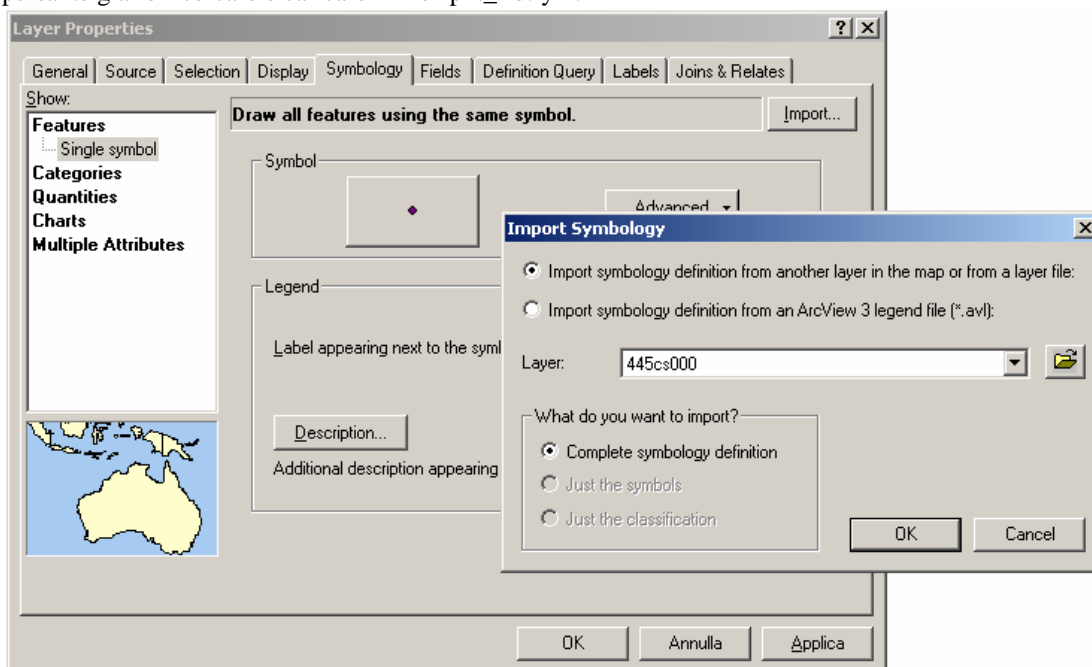 Layer Properties
General Source Selection Display Symbology Fields Definition Query Labels Joins & Relates
Show:
Features
Single symbol
Categories
Quantities
Charts
Multiple Attributes
Draw all features using the same symbol.
Import...
Symbol
Advanced
Legend
Label appearing next to the
Description...
Additional description appearing
Import Symbology
Import symbology definition from another layer in the map or from a layer file:
Import symbology definition from an ArcView 3 legend file (*.avl):
Layer: 445cs000
What do you want to import?
Complete symbology definition
Just the symbols
Just the classification
OK Cancel
OK Annulla Applica